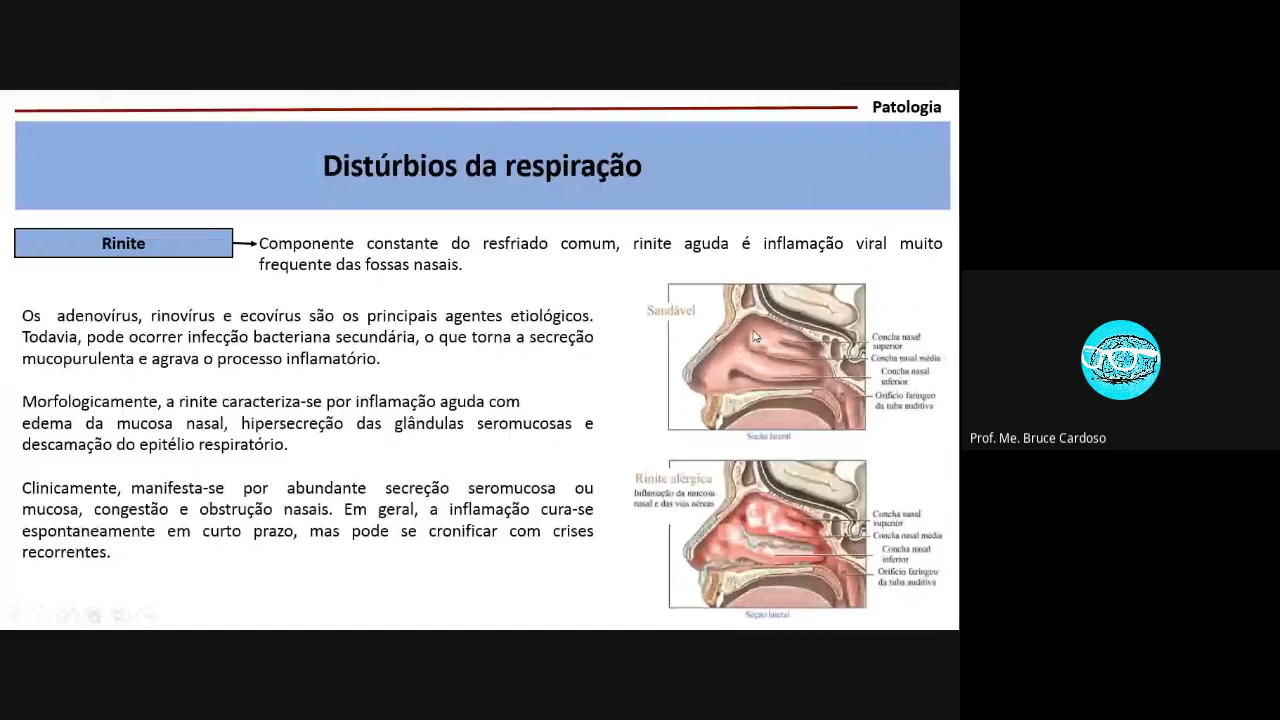 Patologia
Distúrbios da respiração
Rinite
Componente constante do resfriado comum, rinite aguda é inflamação viral muito
frequente das fossas nasais.
Os adenovírus, rinovírus e ecovírus são os principais agentes etiológicos.
Todavia, pode ocorrer infecção bacteriana secundária, o que torna a secreção
mucopurulenta e agrava o processo inflamatório.
Morfologicamente, a rinite caracteriza-se por inflamação aguda com
edema da mucosa nasal, hipersecreção das glândulas seromucosas e
descamação do epitélio respiratório.
Clinicamente, manifesta-se por abundante secreção seromucosa ou
mucosa, congestão e obstrução nasais. Em geral, a inflamação cura-se
espontaneamente em curto prazo, mas pode se cronificar com crises
recorrentes.
Saudável
Concha nasal
superior
Concha nasal média
Concha nasal
inferior
Orifício faríngeo
da tuba auditiva
Seção lateral
Rinite alérgica
Inflamação da mucosa
nasal e das vias aéreas
Concha nasal
superior
Concha nasal média
Concha nasal
inferior
Orifício faríngeo
da tuba auditiva
Seção lateral
Prof. Me. Bruce Cardoso